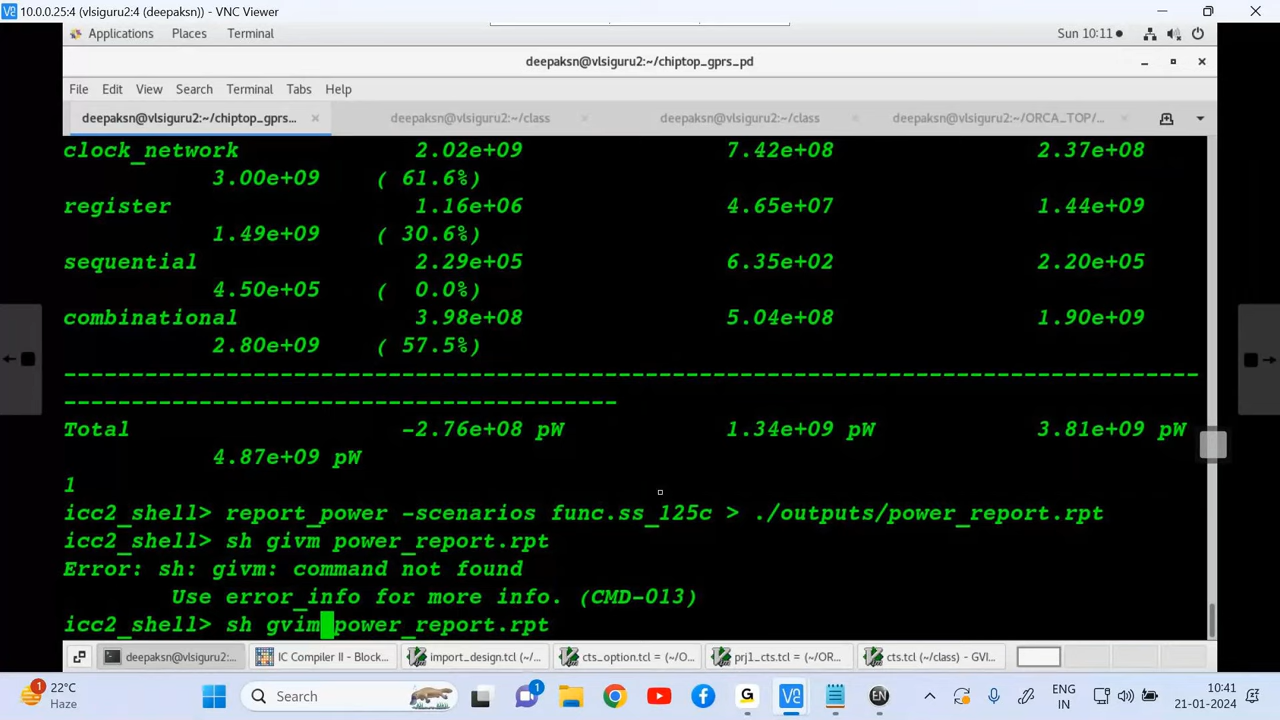 10.0.0.25:4 (vlsiguru2:4 (deepaksn)) - VNC Viewer
Applications Places Terminal Sun 10:11
deepaksn@vlsiguru2:~/chiptop_gprs_pd
File Edit View Search Terminal Tabs Help
deepaksn@vlsiguru2:~/chiptop_gprs... deepaksn@vlsiguru2:~/class deepaksn@vlsiguru2:~/class deepaksn@vlsiguru2:~/ORCA_TOP/...
clock_network 2.02e+09 7.42e+08 2.37e+08
3.00e+09 ( 61.6%)
register 1.16e+06 4.65e+07 1.44e+09
1.49e+09 ( 30.6%)
sequential 2.29e+05 6.35e+02 2.20e+05
4.50e+05 ( 0.0%)
combinational 3.98e+08 5.04e+08 1.90e+09
2.80e+09 ( 57.5%)
--------------------------------------------------------------------------------
-----------------------------------------
Total -2.76e+08 pW 1.34e+09 pW 3.81e+09 pW
4.87e+09 pW
1
icc2_shell> report_power -scenarios func.ss_125c > ./outputs/power_report.rpt
icc2_shell> sh givm power_report.rpt
Error: sh: givm: command not found
Use error_info for more info. (CMD-013)
icc2_shell> sh gvim power_report.rpt
deepaksn@vlsiguru2:... IC Compiler II - Block... import_design.tcl (~/... cts_option.tcl = (~/O... prj1_cts.tcl = (~/OR... cts.tcl (~/class) - GVI...
1 22°C Haze Search 1 ENG IN 10:41 21-01-2024